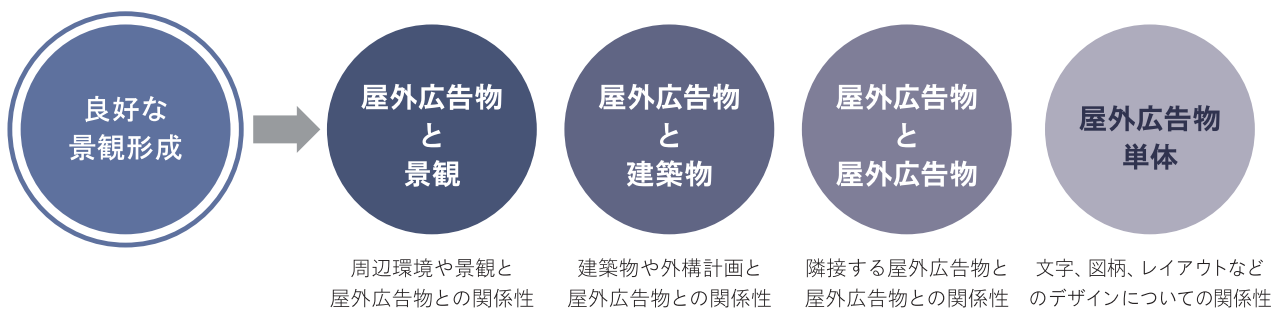 良好な
景観形成
屋外広告物
と
景観
周辺環境や景観と
屋外広告物との関係性
屋外広告物
と
建築物
建築物や外構計画と
屋外広告物との関係性
屋外広告物
と
屋外広告物
隣接する屋外広告物と
屋外広告物との関係性
屋外広告物
単体
文字、図柄、レイアウトなど
のデザインについての関係性